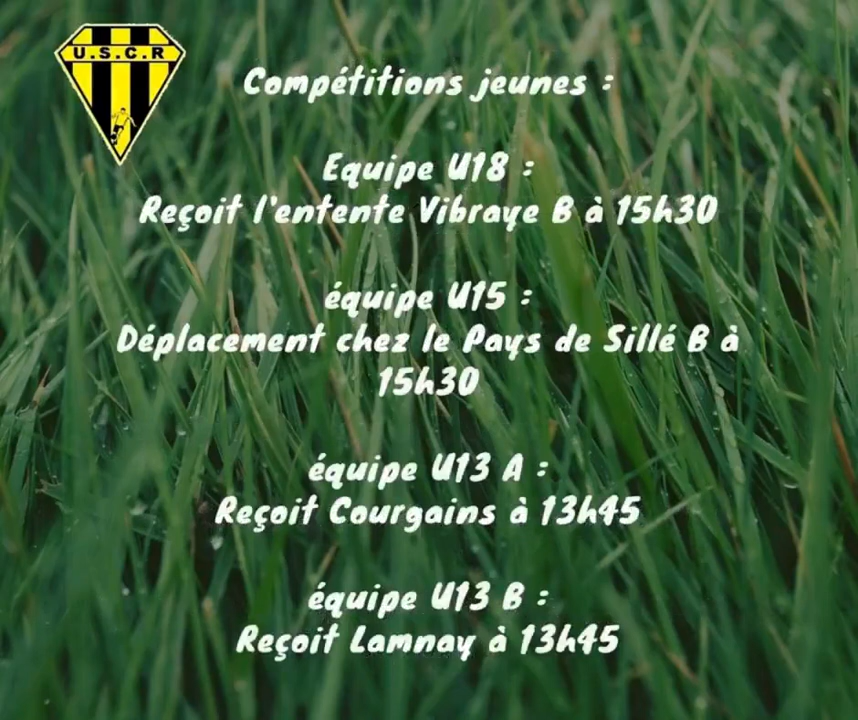 U.S.C.R
Compétitions jeunes :
Equipe U18 :
Reçoit l'entente Vibraye B à 15h30
équipe U15 :
Déplacement chez le Pays de Sillé B à
15h30
équipe U13 A :
Reçoit Courgains à 13h45
équipe U13 B :
Reçoit Lamnay à 13h45